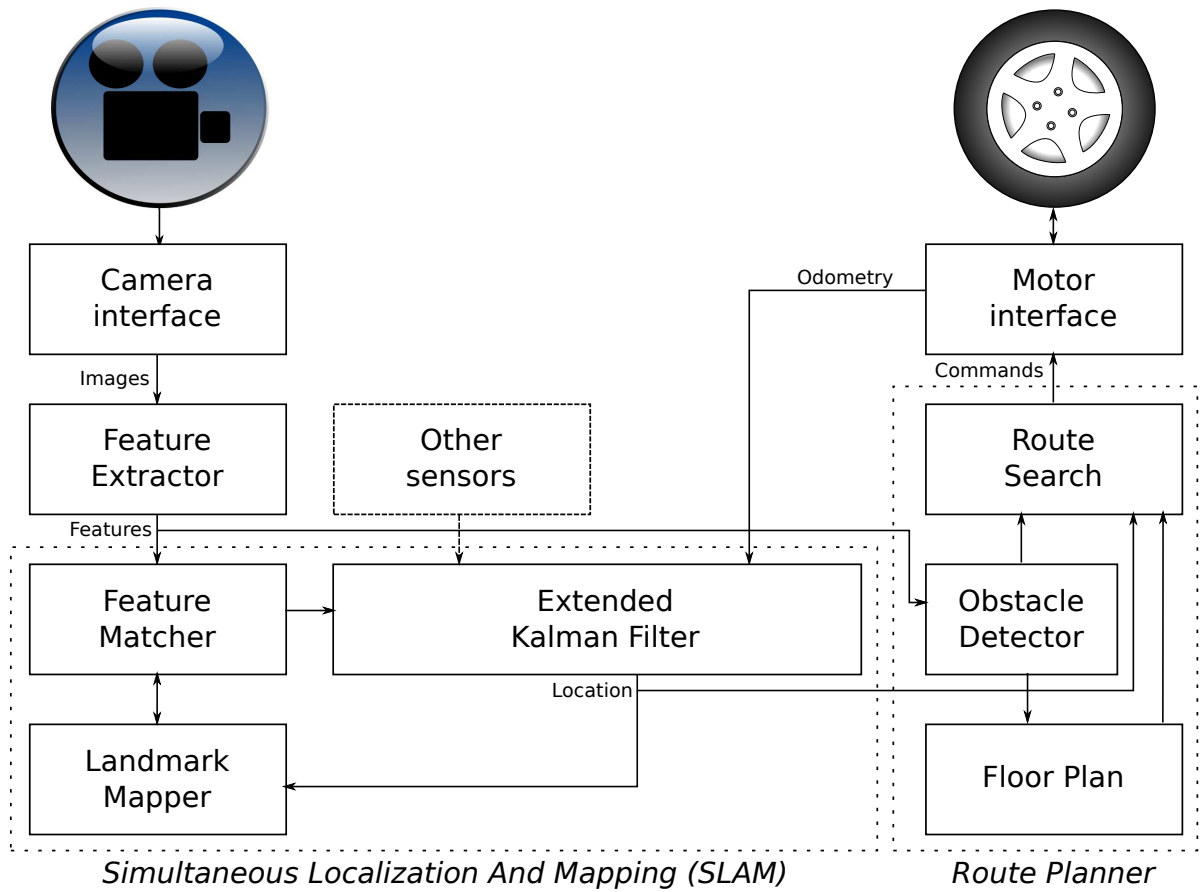 Camera
interface
Odometry
Motor
interface
Images
Commands
Feature
Extractor
Other
sensors
Route
Search
Features
Feature
Matcher
Extended
Kalman Filter
Obstacle
Detector
Location
Landmark
Mapper
Floor Plan
Simultaneous Localization And Mapping (SLAM)
Route Planner